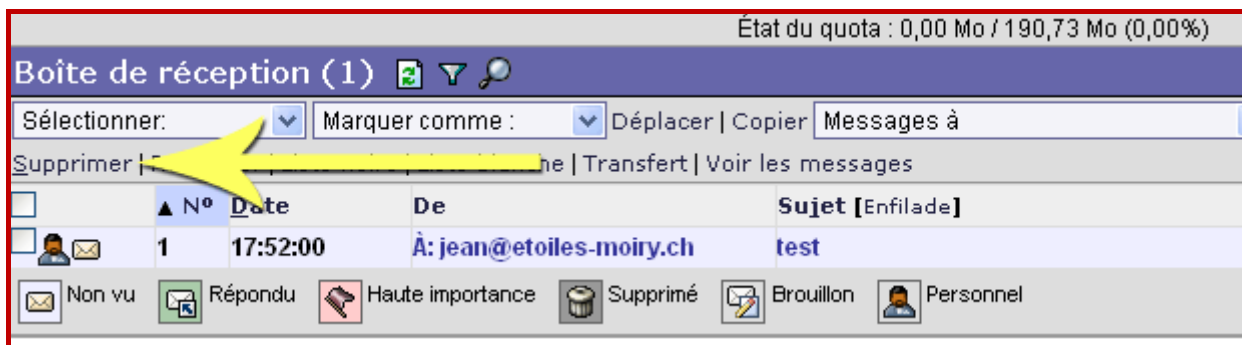 État du quota : 0,00 Mo / 190,73 Mo (0,00%)
Boîte de réception (1)
Sélectionner: Marquer comme : Déplacer | Copier Messages à
Supprimer | | Transfert | Voir les messages
▲ Nº Date De Sujet [Enfilade]
1 17:52:00 À: jean@etoiles-moiry.ch test
Non vu Répondu Haute importance Supprimé Brouillon Personnel